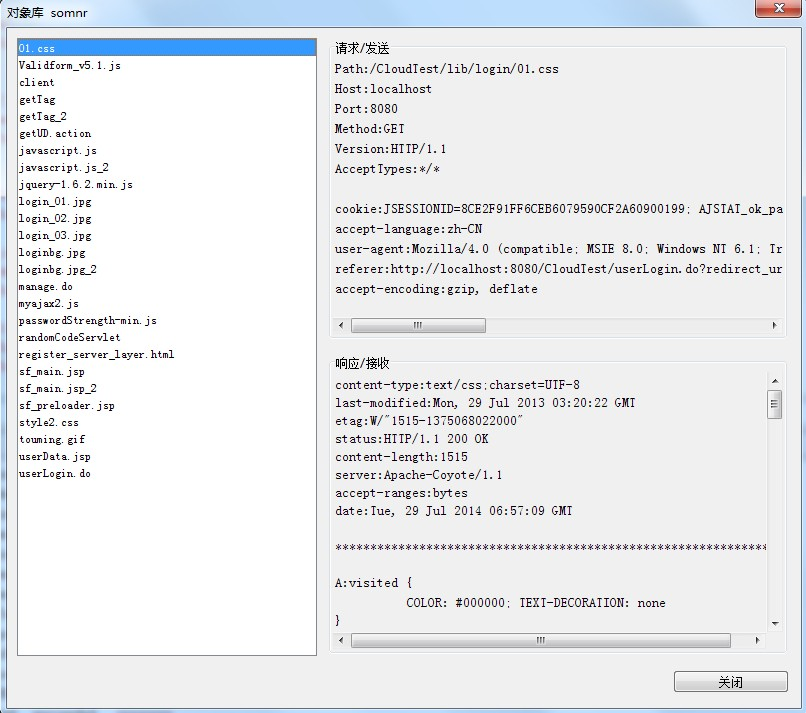 对象库 somnr
01.css
Validform_v5.1.js
client
getTag
getTag_2
getUD.action
javascript.js
javascript.js_2
jquery-1.6.2.min.js
login_01.jpg
login_02.jpg
login_03.jpg
loginbg.jpg
loginbg.jpg_2
manage.do
myajax2.js
passwordStrength-min.js
randomCodeServlet
register_server_layer.html
sf_main.jsp
sf_main.jsp_2
sf_preloader.jsp
style2.css
touming.gif
userData.jsp
userLogin.do
请求/发送
Path:/CloudTest/lib/login/01.css
Host:localhost
Port:8080
Method:GET
Version:HTTP/1.1
AcceptTypes:*/*
cookie:JSESSIONID=8CE2F91FF6CEB6079590CF2A60900199; AJSTAT_ok_pa
accept-language:zh-CN
user-agent:Mozilla/4.0 (compatible; MSIE 8.0; Windows NT 6.1; Tr
referer:http://localhost:8080/CloudTest/userLogin.do?redirect_ur
accept-encoding:gzip, deflate
响应/接收
content-type:text/css;charset=UTF-8
last-modified:Mon, 29 Jul 2013 03:20:22 GMT
etag:W/"1515-1375068022000"
status:HTTP/1.1 200 OK
content-length:1515
server:Apache-Coyote/1.1
accept-ranges:bytes
date:Tue, 29 Jul 2014 06:57:09 GMT
*************************************************************
A:visited {
COLOR: #000000; TEXT-DECORATION: none
}
关闭